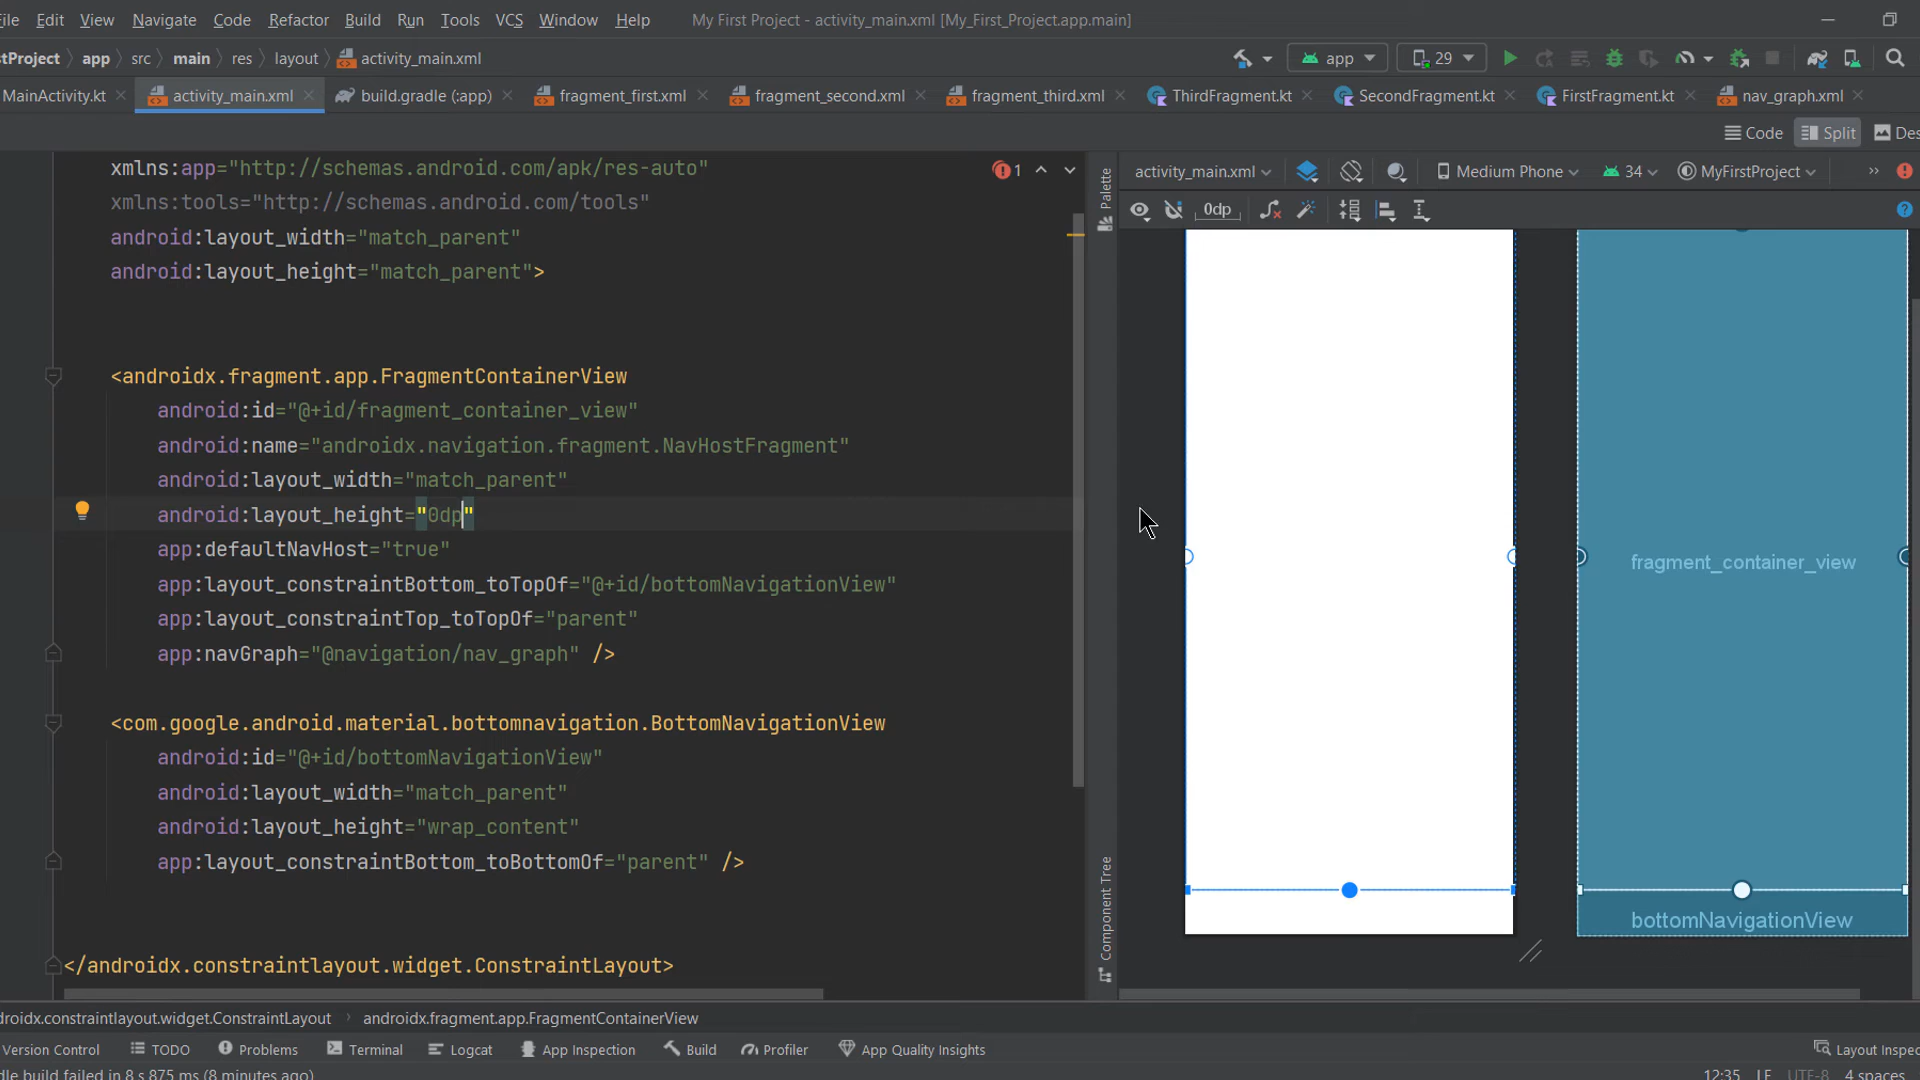 File Edit View Navigate Code Refactor Build Run Tools VCS Window Help My First Project - activity_main.xml [My_First_Project.app.main]
stProject app src main res layout activity_main.xml app 29
MainActivity.kt activity_main.xml build.gradle (:app) fragment_first.xml fragment_second.xml fragment_third.xml ThirdFragment.kt SecondFragment.kt FirstFragment.kt nav_graph.xml
Code Split Des
xmlns:app="http://schemas.android.com/apk/res-auto"
xmlns:tools="http://schemas.android.com/tools"
android:layout_width="match_parent"
android:layout_height="match_parent">
<androidx.fragment.app.FragmentContainerView
android:id="@+id/fragment_container_view"
android:name="androidx.navigation.fragment.NavHostFragment"
android:layout_width="match_parent"
android:layout_height="0dp"
app:defaultNavHost="true"
app:layout_constraintBottom_toTopOf="@+id/bottomNavigationView"
app:layout_constraintTop_toTopOf="parent"
app:navGraph="@navigation/nav_graph" />
<com.google.android.material.bottomnavigation.BottomNavigationView
android:id="@+id/bottomNavigationView"
android:layout_width="match_parent"
android:layout_height="wrap_content"
app:layout_constraintBottom_toBottomOf="parent" />
</androidx.constraintlayout.widget.ConstraintLayout>
1
Palette
Component Tree
activity_main.xml Medium Phone 34 MyFirstProject »
0dp
fragment_container_view
bottomNavigationView
droidx.constraintlayout.widget.ConstraintLayout androidx.fragment.app.FragmentContainerView
Version Control TODO Problems Terminal Logcat App Inspection Build Profiler App Quality Insights Layout Inspec
dle build failed in 8 s 875 ms (8 minutes ago) 12:35 LF UTF-8 4 spaces